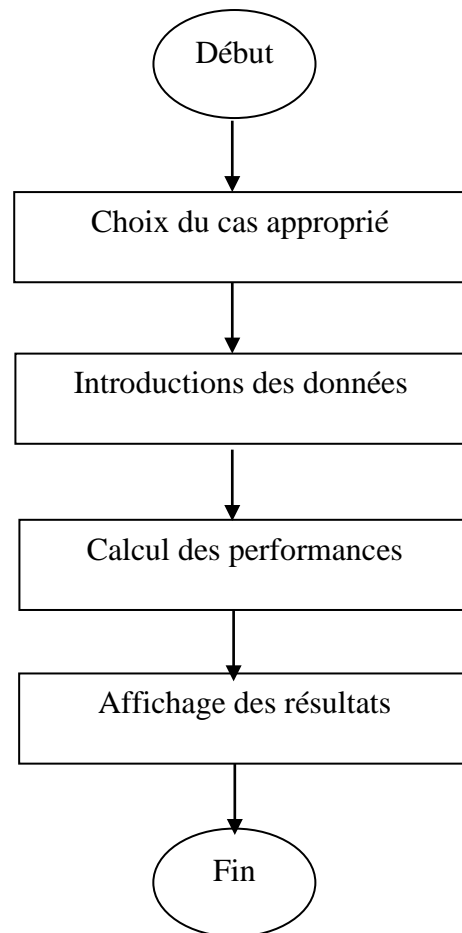 Début
Choix du cas approprié
Introductions des données
Calcul des performances
Affichage des résultats
Fin